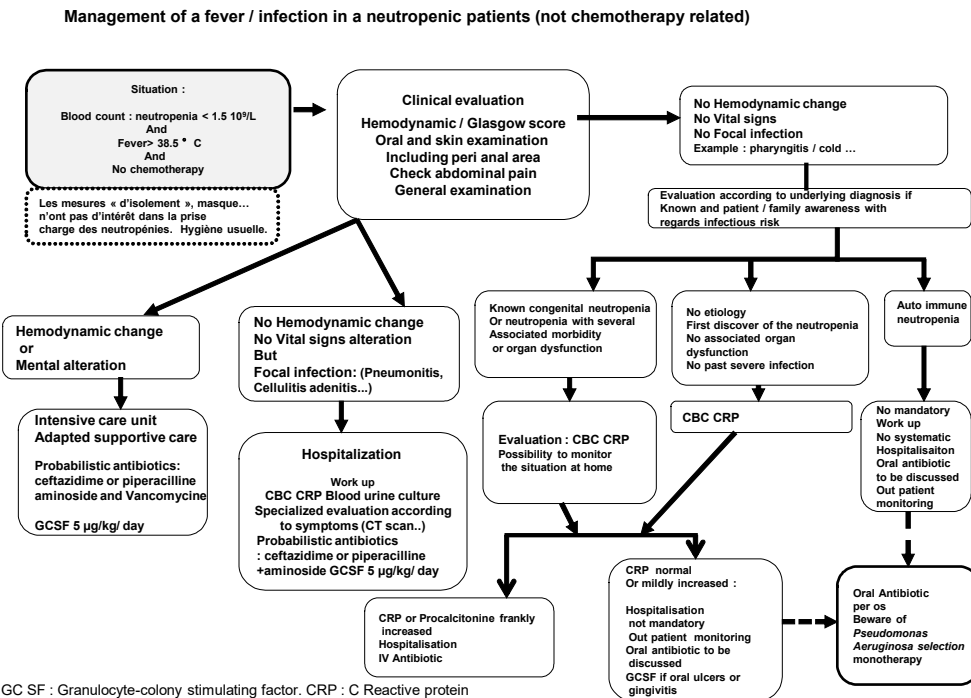 Management of a fever / infection in a neutropenic patients (not chemotherapy related)
Situation :
Blood count : neutropenia < 1.5 10⁹/L
And
Fever> 38.5 ° C
And
No chemotherapy
Les mesures « d'isolement », masque…
n'ont pas d'intérêt dans la prise
charge des neutropénies. Hygiène usuelle.
Clinical evaluation
Hemodynamic / Glasgow score
Oral and skin examination
Including peri anal area
Check abdominal pain
General examination
No Hemodynamic change
No Vital signs
No Focal infection
Example : pharyngitis / cold …
Evaluation according to underlying diagnosis if
Known and patient / family awareness with
regards infectious risk
Hemodynamic change
or
Mental alteration
No Hemodynamic change
No Vital signs alteration
But
Focal infection: (Pneumonitis,
Cellulitis adenitis...)
Known congenital neutropenia
Or neutropenia with several
Associated morbidity
or organ dysfunction
No etiology
First discover of the neutropenia
No associated organ
dysfunction
No past severe infection
Auto immune
neutropenia
Intensive care unit
Adapted supportive care
Probabilistic antibiotics:
ceftazidime or piperacilline
aminoside and Vancomycine
GCSF 5 µg/kg/ day
Hospitalization
Work up
CBC CRP Blood urine culture
Specialized evaluation according
to symptoms (CT scan..)
Probabilistic antibiotics
: ceftazidime or piperacilline
+aminoside GCSF 5 µg/kg/ day
Evaluation : CBC CRP
Possibility to monitor
the situation at home
CBC CRP
No mandatory
Work up
No systematic
Hospitalisaiton
Oral antibiotic
to be discussed
Out patient
monitoring
CRP or Procalcitonine frankly
increased
Hospitalisation
IV Antibiotic
CRP normal
Or mildly increased :
Hospitalisation
not mandatory
Out patient monitoring
Oral antibiotic to be
discussed
GCSF if oral ulcers or
gingivitis
Oral Antibiotic
per os
Beware of
Pseudomonas
Aeruginosa selection
monotherapy
GC SF : Granulocyte-colony stimulating factor. CRP : C Reactive protein